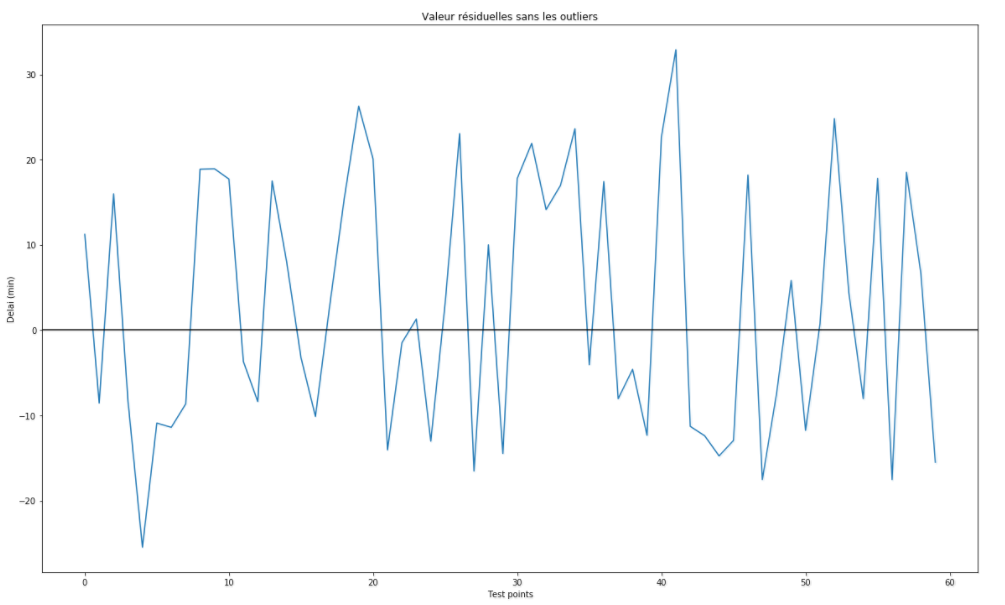 Valeur résiduelles sans les outliers
Delai (min)
30
20
10
0
−10
−20
0 10 20 30 40 50 60
Test points